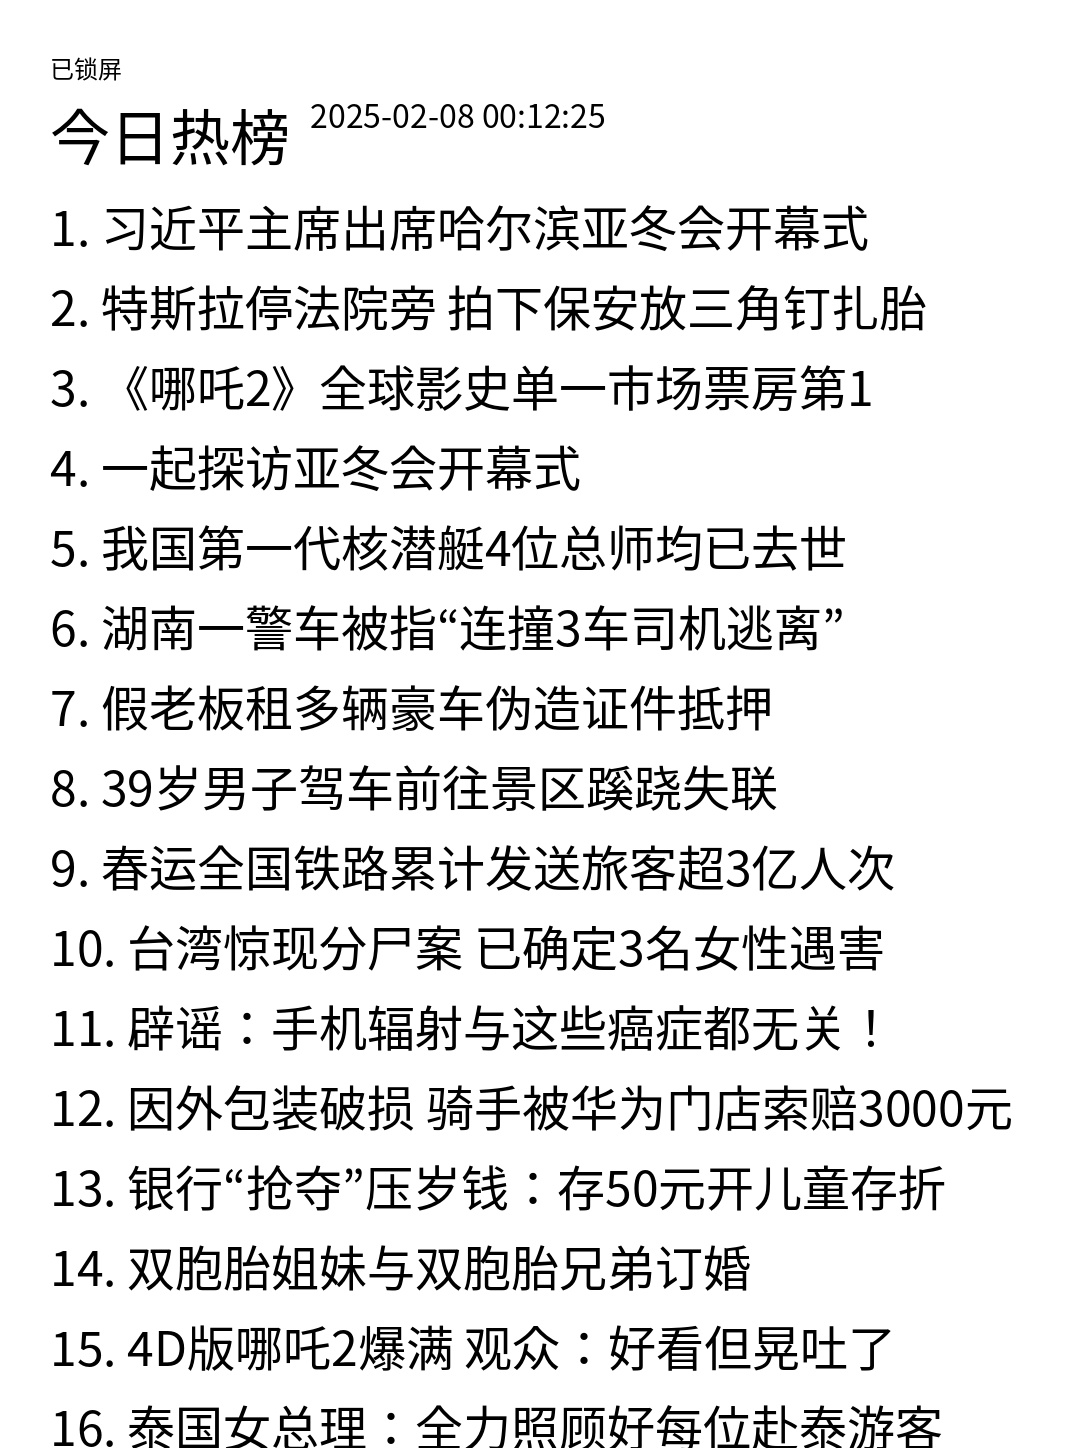 已锁屏
今日热榜 2025-02-08 00:12:25
1. 习近平主席出席哈尔滨亚冬会开幕式
2. 特斯拉停法院旁 拍下保安放三角钉扎胎
3. 《哪吒2》全球影史单一市场票房第1
4. 一起探访亚冬会开幕式
5. 我国第一代核潜艇4位总师均已去世
6. 湖南一警车被指“连撞3车司机逃离”
7. 假老板租多辆豪车伪造证件抵押
8. 39岁男子驾车前往景区蹊跷失联
9. 春运全国铁路累计发送旅客超3亿人次
10. 台湾惊现分尸案 已确定3名女性遇害
11. 辟谣：手机辐射与这些癌症都无关！
12. 因外包装破损 骑手被华为门店索赔3000元
13. 银行“抢夺”压岁钱：存50元开儿童存折
14. 双胞胎姐妹与双胞胎兄弟订婚
15. 4D版哪吒2爆满 观众：好看但晃吐了
16. 泰国女总理：全力照顾好每位赴泰游客